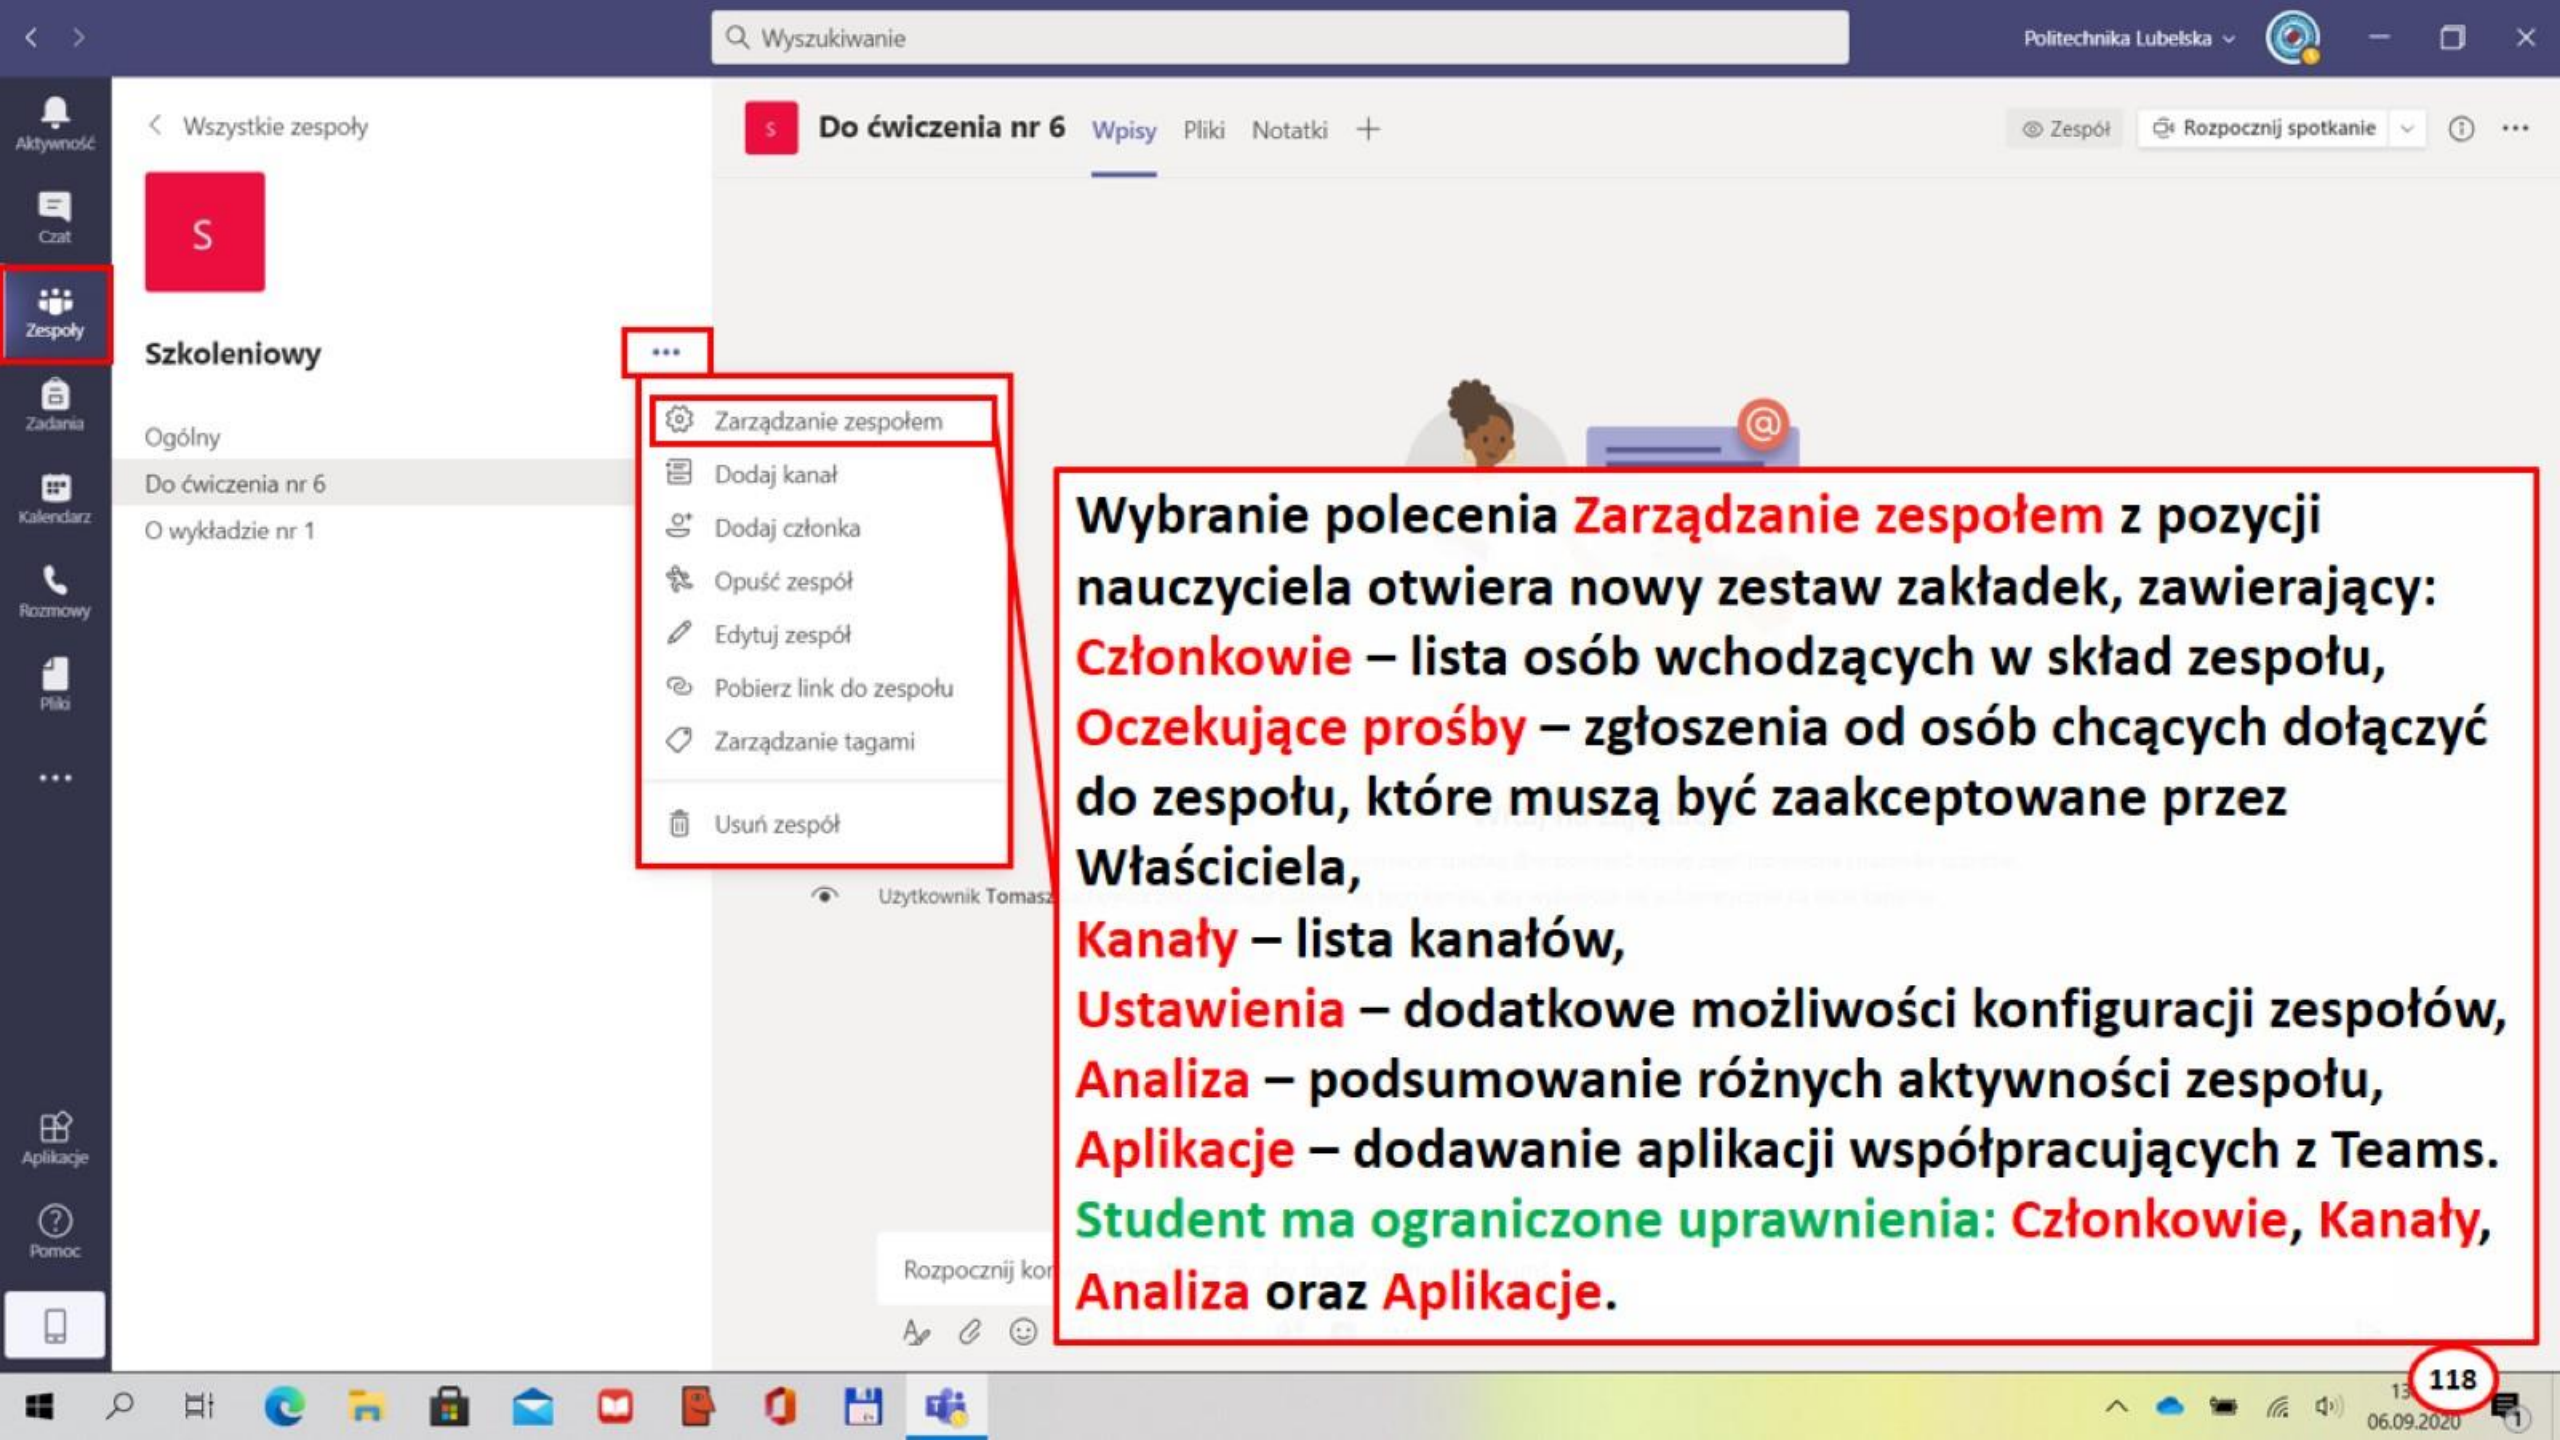 Wyszukiwanie
Politechnika Lubelska
Aktywność
Czat
Zespoły
Zadania
Kalendarz
Rozmowy
Pliki
Aplikacje
Pomoc
Wszystkie zespoły
S
Szkoleniowy
Ogólny
Do ćwiczenia nr 6
O wykładzie nr 1
S Do ćwiczenia nr 6 Wpisy Pliki Notatki
Zespół Rozpocznij spotkanie
Zarządzanie zespołem
Dodaj kanał
Dodaj członka
Opuść zespół
Edytuj zespół
Pobierz link do zespołu
Zarządzanie tagami
Usuń zespół
@
Użytkownik Tomasz
Rozpocznij
Wybranie polecenia Zarządzanie zespołem z pozycji
nauczyciela otwiera nowy zestaw zakładek, zawierający:
Członkowie – lista osób wchodzących w skład zespołu,
Oczekujące prośby – zgłoszenia od osób chcących dołączyć
do zespołu, które muszą być zaakceptowane przez
Właściciela,
Kanały – lista kanałów,
Ustawienia – dodatkowe możliwości konfiguracji zespołów,
Analiza – podsumowanie różnych aktywności zespołu,
Aplikacje – dodawanie aplikacji współpracujących z Teams.
Student ma ograniczone uprawnienia: Członkowie, Kanały,
Analiza oraz Aplikacje.
118
06.09.2020
1